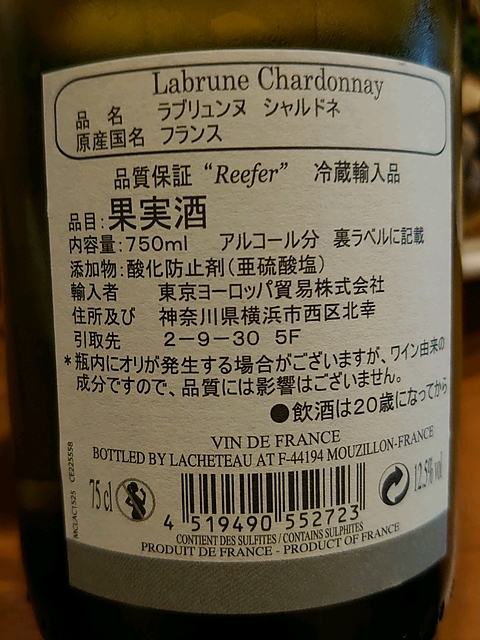 Labrune Chardonnay
品名 ラブリュンヌ シャルドネ
原産国名 フランス
品質保証 “Reefer” 冷蔵輸入品
品目:果実酒
内容量:750ml アルコール分 裏ラベルに記載
添加物:酸化防止剤(亜硫酸塩)
輸入者 東京ヨーロッパ貿易株式会社
住所及び 神奈川県横浜市西区北幸
引取先 2-9-30 5F
*瓶内にオリが発生する場合がございますが、ワイン由来の
成分ですので、品質には影響はございません。
●飲酒は20歳になってから
VIN DE FRANCE
BOTTLED BY LACHETEAU AT F-44194 MOUZILLON-FRANCE
75 cl
12.5% vol
4 519490 552723
CONTIENT DES SULFITES / CONTAINS SULPHITES
PRODUIT DE FRANCE - PRODUCT OF FRANCE
MCLAC1525 CE225558